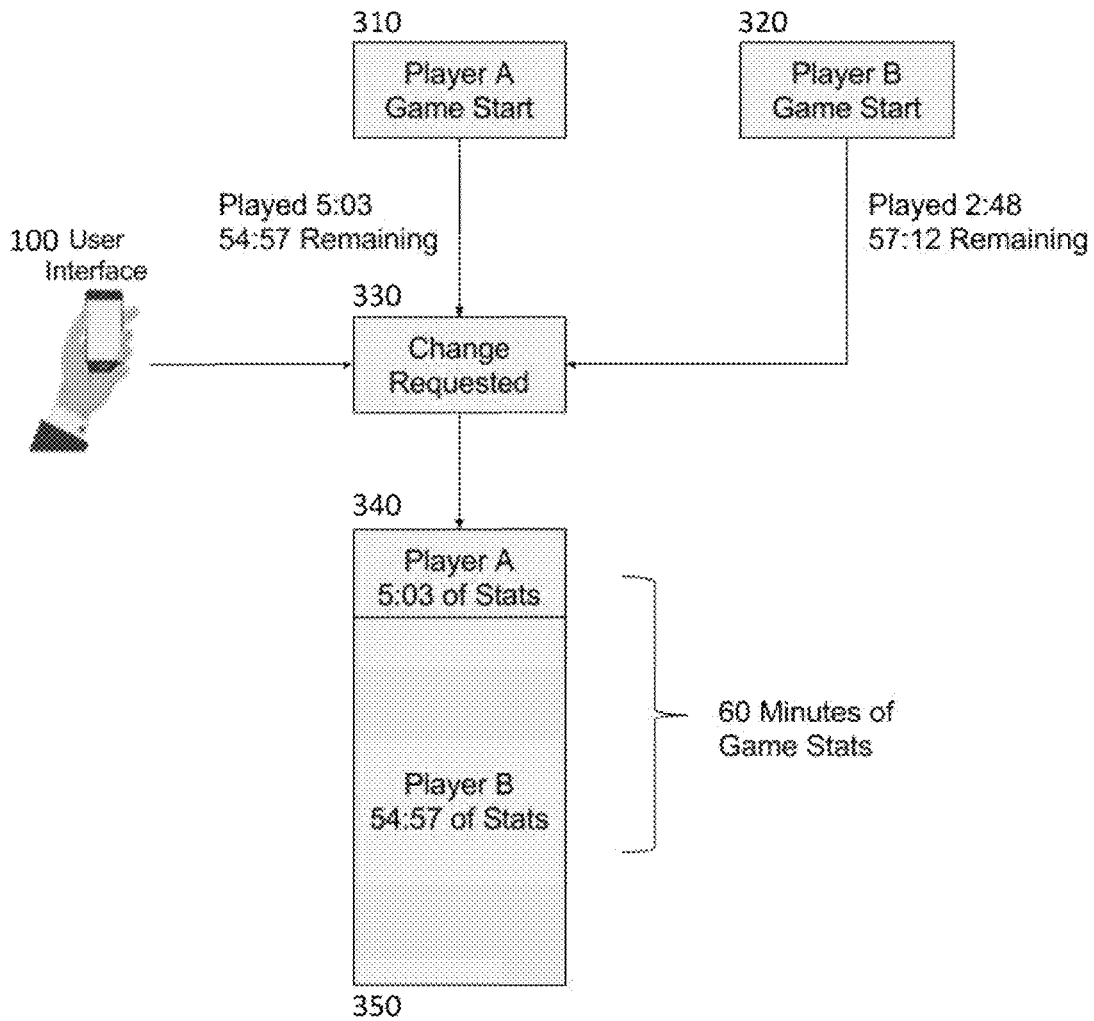 310
Player A
Game Start
320
Player B
Game Start
Played 5:03
54:57 Remaining
Played 2:48
57:12 Remaining
100 User
Interface
330
Change
Requested
340
Player A
5:03 of Stats
60 Minutes of
Game Stats
Player B
54:57 of Stats
350